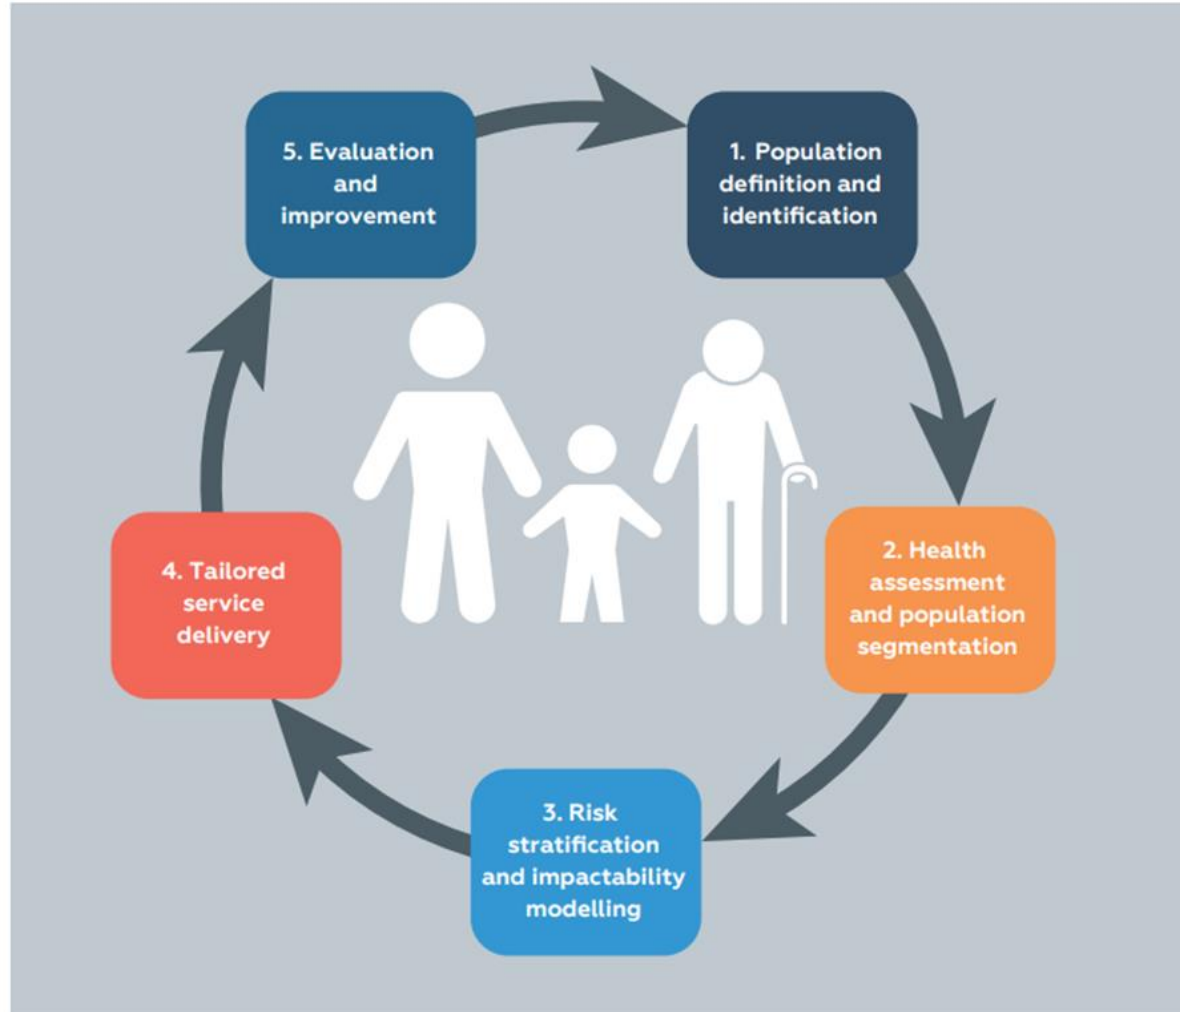 1. Population
definition and
identification
2. Health
assessment
and population
segmentation
3. Risk
stratification
and impactability
modelling
4. Tailored
service
delivery
5. Evaluation
and
improvement